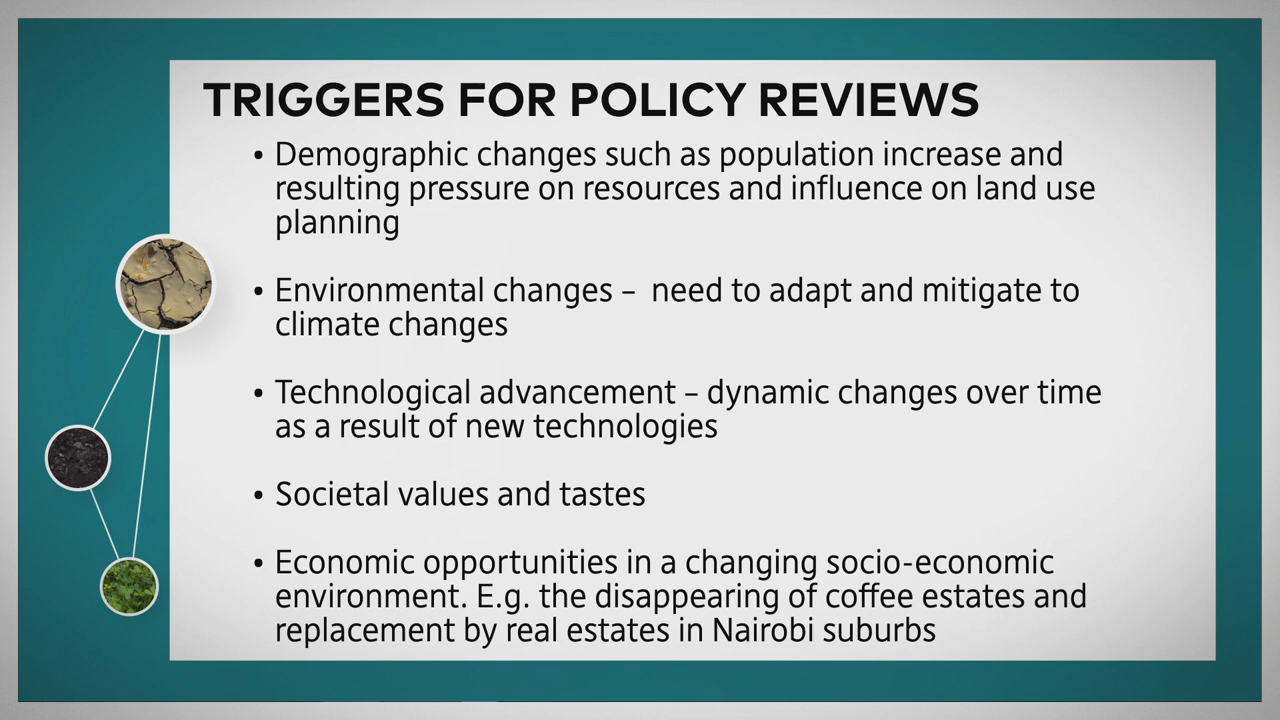 TRIGGERS FOR POLICY REVIEWS
• Demographic changes such as population increase and
resulting pressure on resources and influence on land use
planning
• Environmental changes –  need to adapt and mitigate to
climate changes
• Technological advancement – dynamic changes over time
as a result of new technologies
• Societal values and tastes
• Economic opportunities in a changing socio-economic
environment. E.g. the disappearing of coffee estates and
replacement by real estates in Nairobi suburbs